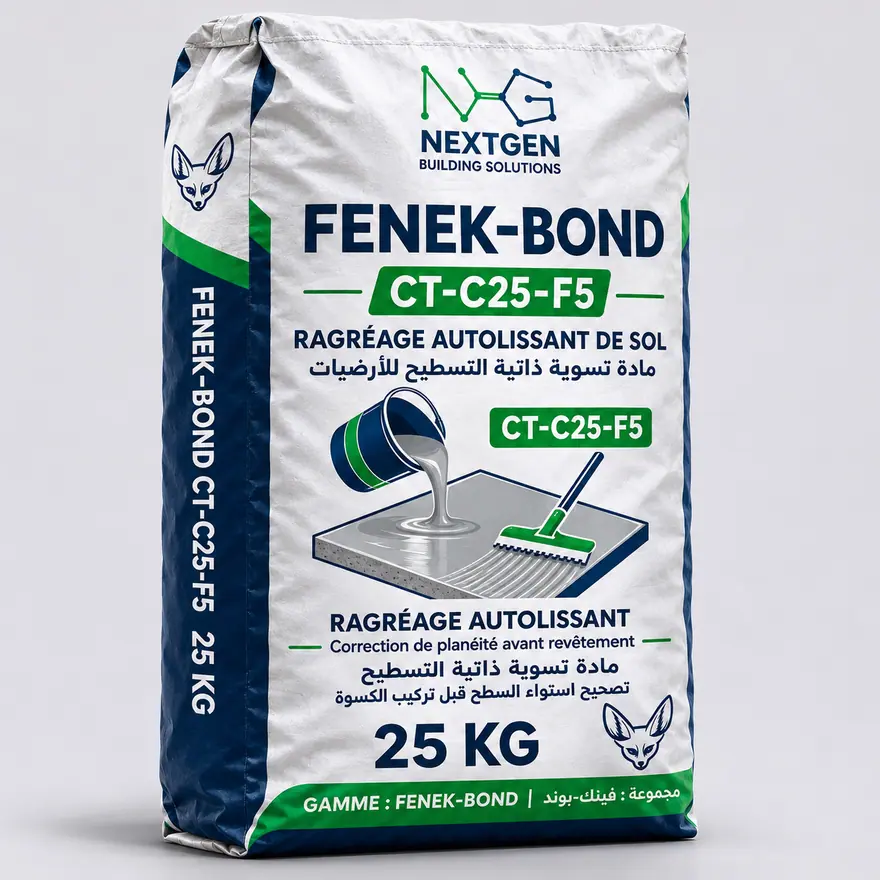 NEXTGEN
BUILDING SOLUTIONS
FENEK-BOND
CT-C25-F5
RAGRÉAGE AUTOLISSANT DE SOL
مادة تسوية ذاتية التسطيح للأرضيات
CT-C25-F5
RAGRÉAGE AUTOLISSANT
Correction de planéité avant revêtement
مادة تسوية ذاتية التسطيح
تصحيح استواء السطح قبل تركيب الكسوة
25 KG
GAMME : FENEK-BOND | مجموعة : فينك-بوند
FENEK-BOND CT-C25-F5 25 KG